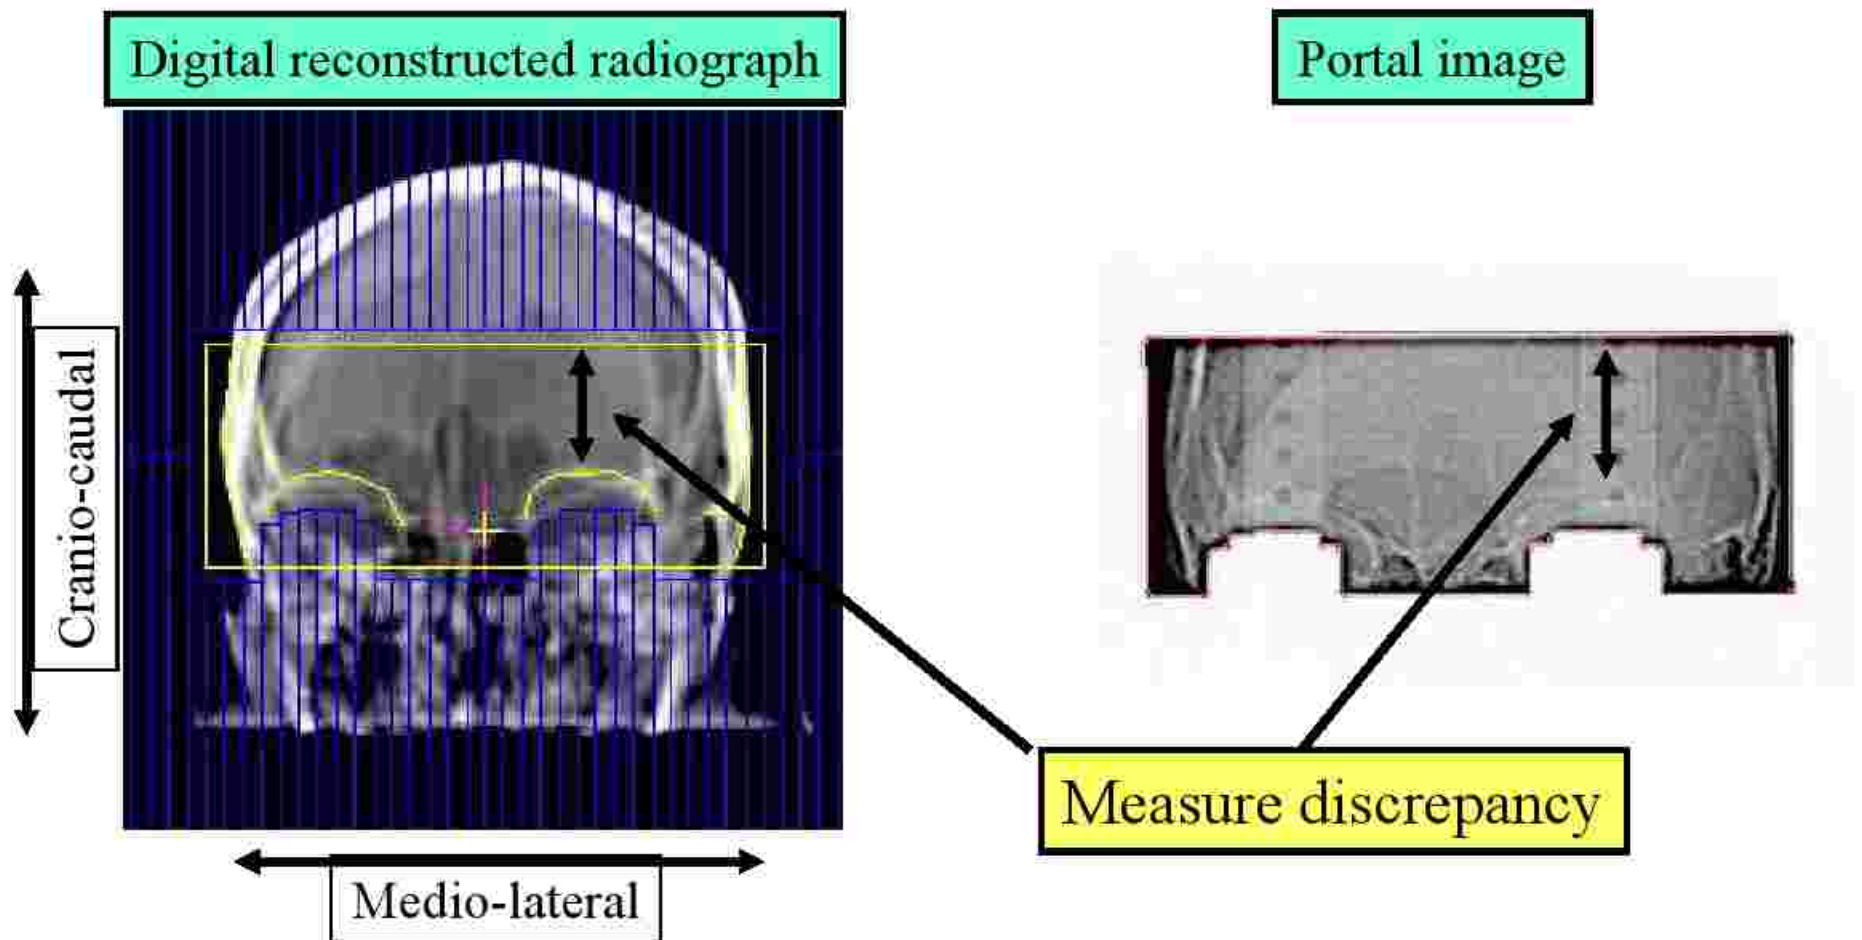 Digital reconstructed radiograph
Portal image
Cranio-caudal
Measure discrepancy
Medio-lateral